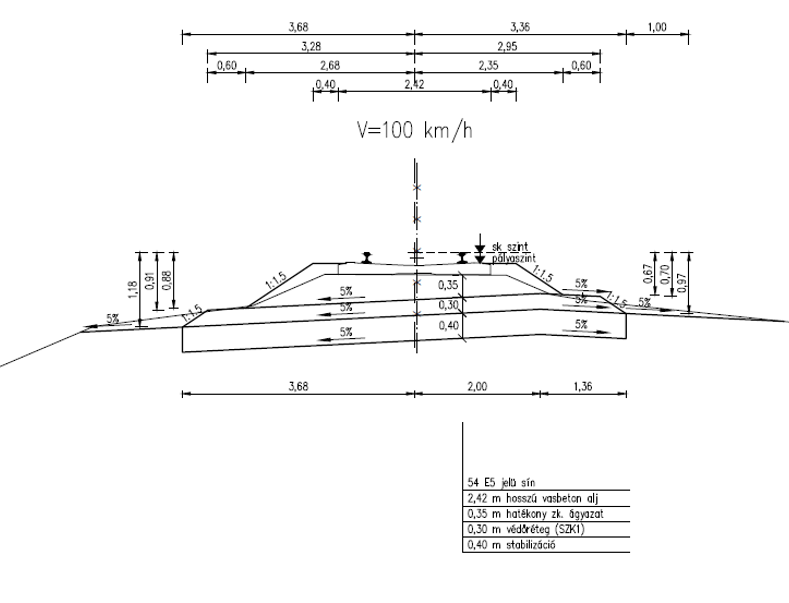 3,68 3,36 1,00
3,28 2,95
0,60 2,68 2,35 0,60
0,40 2,42 0,40
V=100 km/h
sk szint
pályaszint
1,18 0,91 0,88 1:1.5 1:1.5 0,67 0,70 0,97
1:1.5 5% 0,35 5% 5% 1:1.5 5%
5% 5% 0,30
5% 0,40 5%
3,68 2,00 1,36
54 E5 jelü sín
2,42 m hosszú vasbeton alj
0,35 m hatékony zk. ágyazat
0,30 m védőréteg (SZK1)
0,40 m stabilizáció